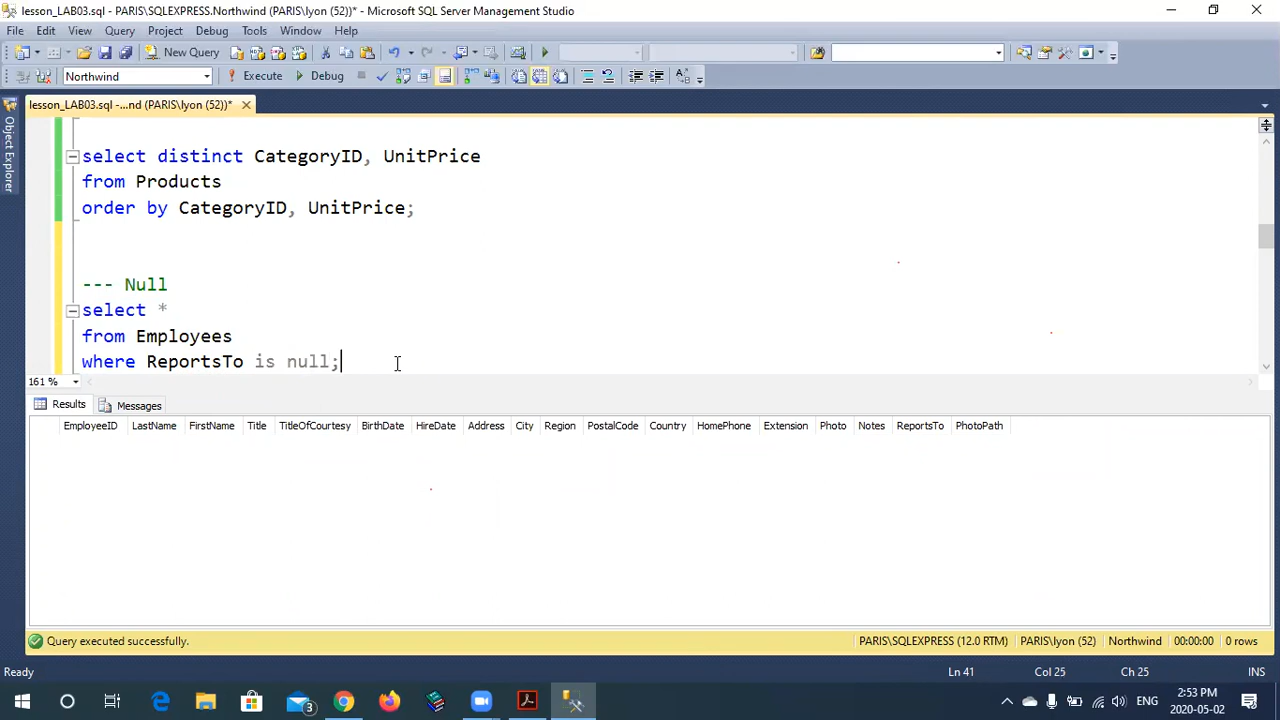 lesson_LAB03.sql - PARIS\SQLEXPRESS.Northwind (PARIS\lyon (52))* - Microsoft SQL Server Management Studio
File Edit View Query Project Debug Tools Window Help
New Query
Northwind Execute Debug
lesson_LAB03.sql -...nd (PARIS\lyon (52))*
Object Explorer
select distinct CategoryID, UnitPrice
from Products
order by CategoryID, UnitPrice;
--- Null
select *
from Employees
where ReportsTo is null;
161 %
Results Messages
EmployeeID LastName FirstName Title TitleOfCourtesy BirthDate HireDate Address City Region PostalCode Country HomePhone Extension Photo Notes ReportsTo PhotoPath
Query executed successfully. PARIS\SQLEXPRESS (12.0 RTM) PARIS\lyon (52) Northwind 00:00:00 0 rows
Ready Ln 41 Col 25 Ch 25 INS
3 ENG 2:53 PM
2020-05-02